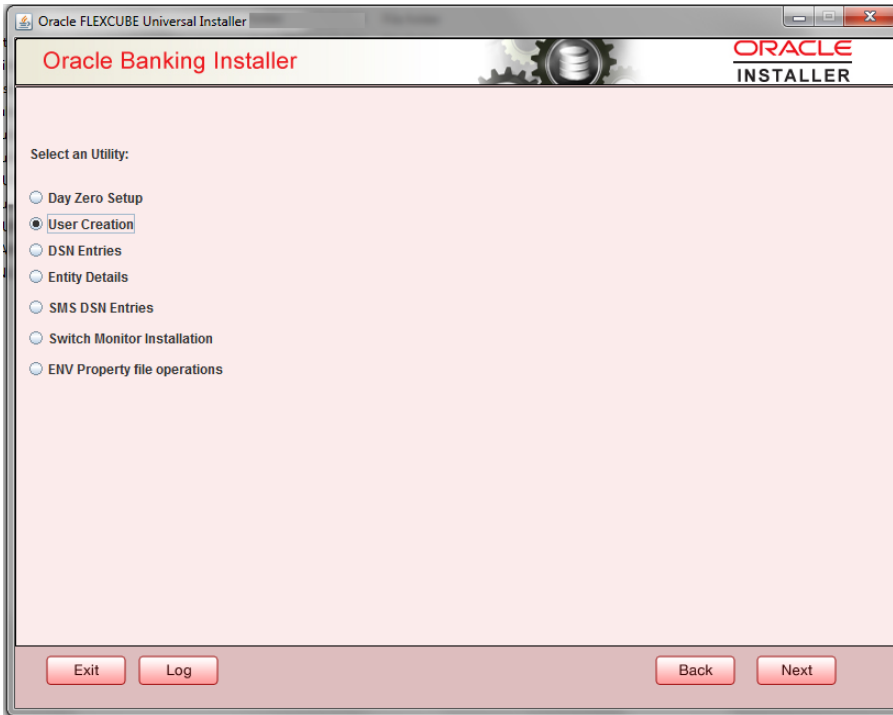 Oracle FLEXCUBE Universal Installer
Oracle Banking Installer
ORACLE
INSTALLER
Select an Utility:
Day Zero Setup
User Creation
DSN Entries
Entity Details
SMS DSN Entries
Switch Monitor Installation
ENV Property file operations
Exit
Log
Back
Next